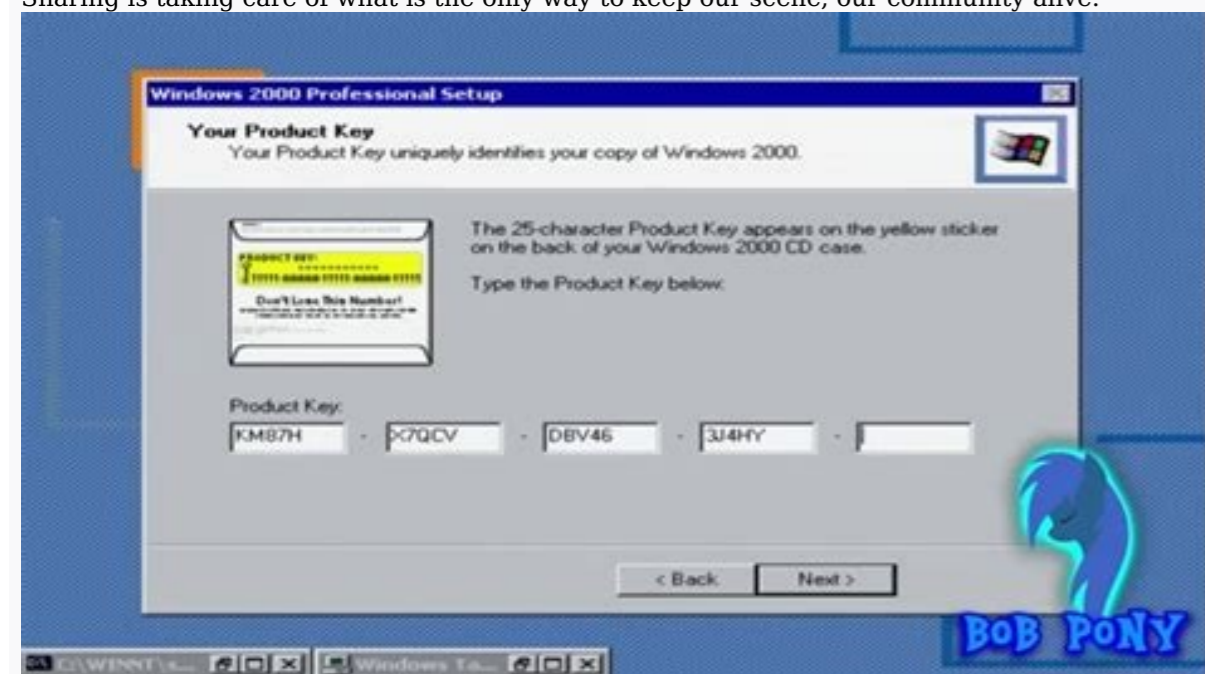 Sharing is taking care of what is the only way to keep our scene, our community alive.
Windows 2000 Professional Setup
Your Product Key
Your Product Key uniquely identifies your copy of Windows 2000.
The 25-character Product Key appears on the yellow sticker
on the back of your Windows 2000 CD case.
Type the Product Key below:
PRODUCT KEY:
Don't Lose This Number!
Product Key:
KM87H - X7QCV - DBV46 - 3J4HY -
< Back Next >
BOB PONY
C:\WINNT\s... Windows Ta...